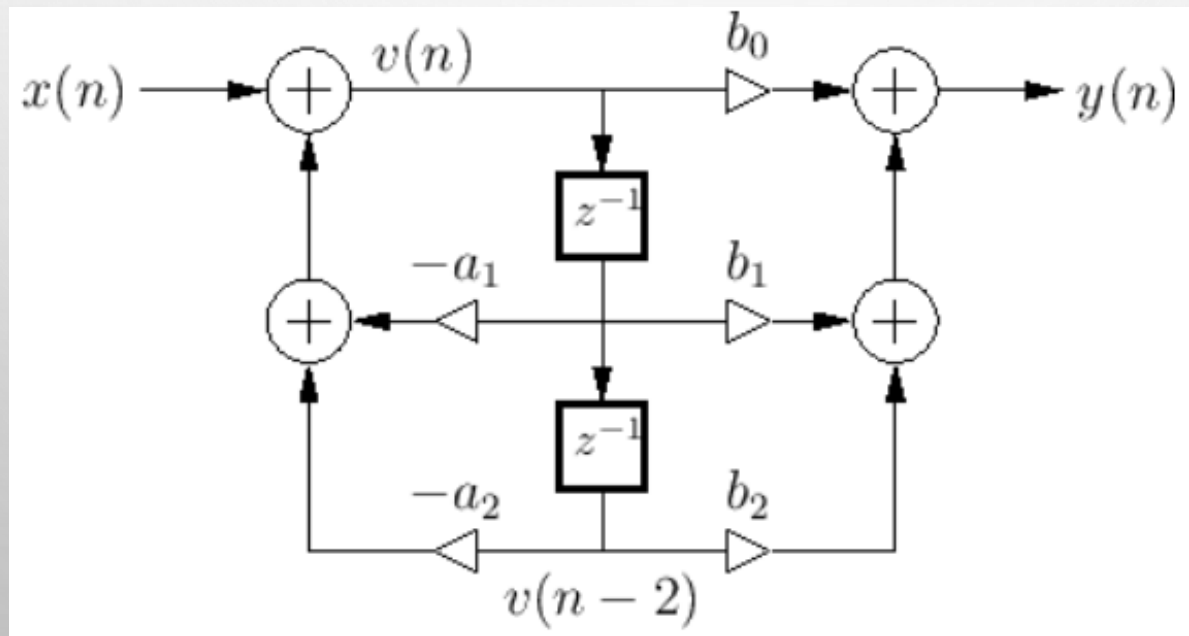 x(n) v(n) b₀ y(n)
z⁻¹
−a₁ b₁
z⁻¹
−a₂ b₂
v(n − 2)